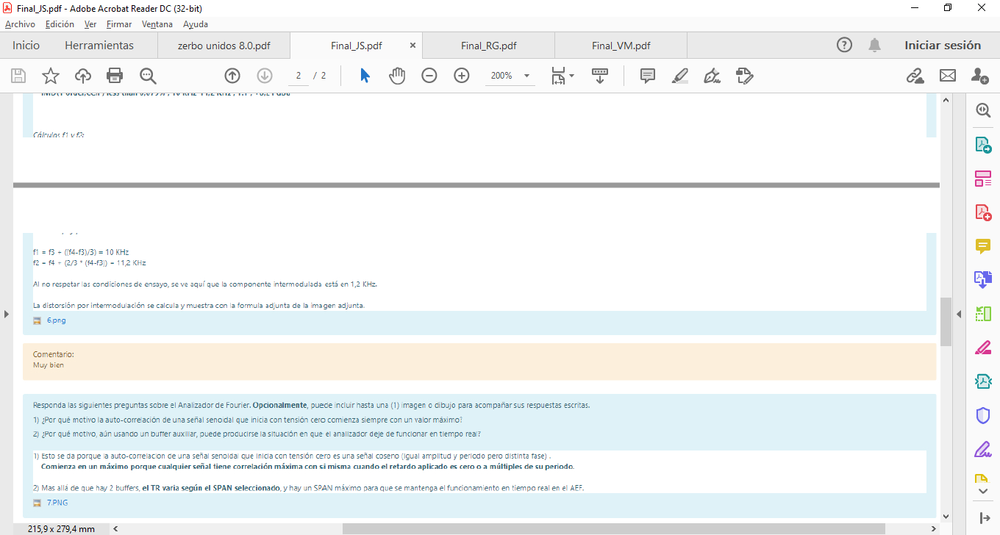 Final_JS.pdf - Adobe Acrobat Reader DC (32-bit)
Archivo Edición Ver Firmar Ventana Ayuda
Inicio Herramientas zerbo unidos 8.0.pdf Final_JS.pdf × Final_RG.pdf Final_VM.pdf Iniciar sesión
2 / 2 200%
Cálculos f1 y f2:
f1 = f3 + ((f4-f3)/3) = 10 KHz
f2 = f4 + (2/3 * (f4-f3)) = 11,2 KHz
Al no respetar las condiciones de ensayo, se ve aquí que la componente intermodulada está en 1,2 KHz.
La distorsión por intermodulación se calcula y muestra con la formula adjunta de la imagen adjunta.
6.png
Comentario:
Muy bien
Responda las siguientes preguntas sobre el Analizador de Fourier. Opcionalmente, puede incluir hasta una (1) imagen o dibujo para acompañar sus respuestas escritas.
1) ¿Por qué motivo la auto-correlación de una señal senoidal que inicia con tensión cero comienza siempre con un valor máximo?
2) ¿Por qué motivo, aún usando un buffer auxiliar, puede producirse la situación en que el analizador deje de funcionar en tiempo real?
1) Esto se da porque la auto-correlacion de una señal senoidal que inicia con tensión cero es una señal coseno (igual amplitud y periodo pero distinta fase) .
Comienza en un máximo porque cualquier señal tiene correlación máxima con si misma cuando el retardo aplicado es cero o a múltiples de su periodo.
2) Mas allá de que hay 2 buffers, el TR varia según el SPAN seleccionado, y hay un SPAN máximo para que se mantenga el funcionamiento en tiempo real en el AEF.
7.PNG
215,9 x 279,4 mm